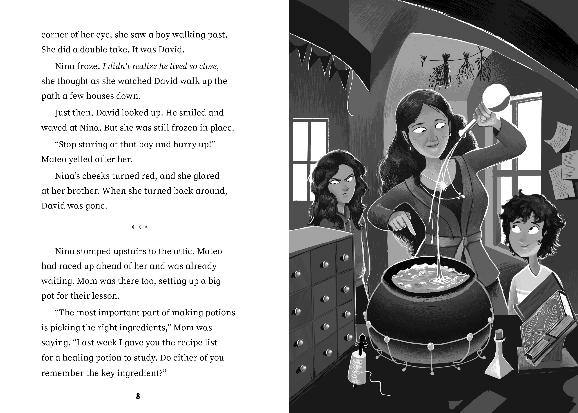 corner of her eye, she saw a boy walking past.
She did a double take. It was David.
Nina froze. I didn't realize he lived so close,
she thought as she watched David walk up the
path a few houses down.
Just then, David looked up. He smiled and
waved at Nina. But she was still frozen in place.
"Stop staring at that boy and hurry up!"
Mateo yelled after her.
Nina's cheeks turned red, and she glared
at her brother. When she turned back around,
David was gone.
Nina stomped upstairs to the attic. Mateo
had raced up ahead of her and was already
waiting. Mom was there too, setting up a big
pot for their lesson.
"The most important part of making potions
is picking the right ingredients," Mom was
saying. "Last week I gave you the recipe list
for a healing potion to study. Do either of you
remember the key ingredient?"
8